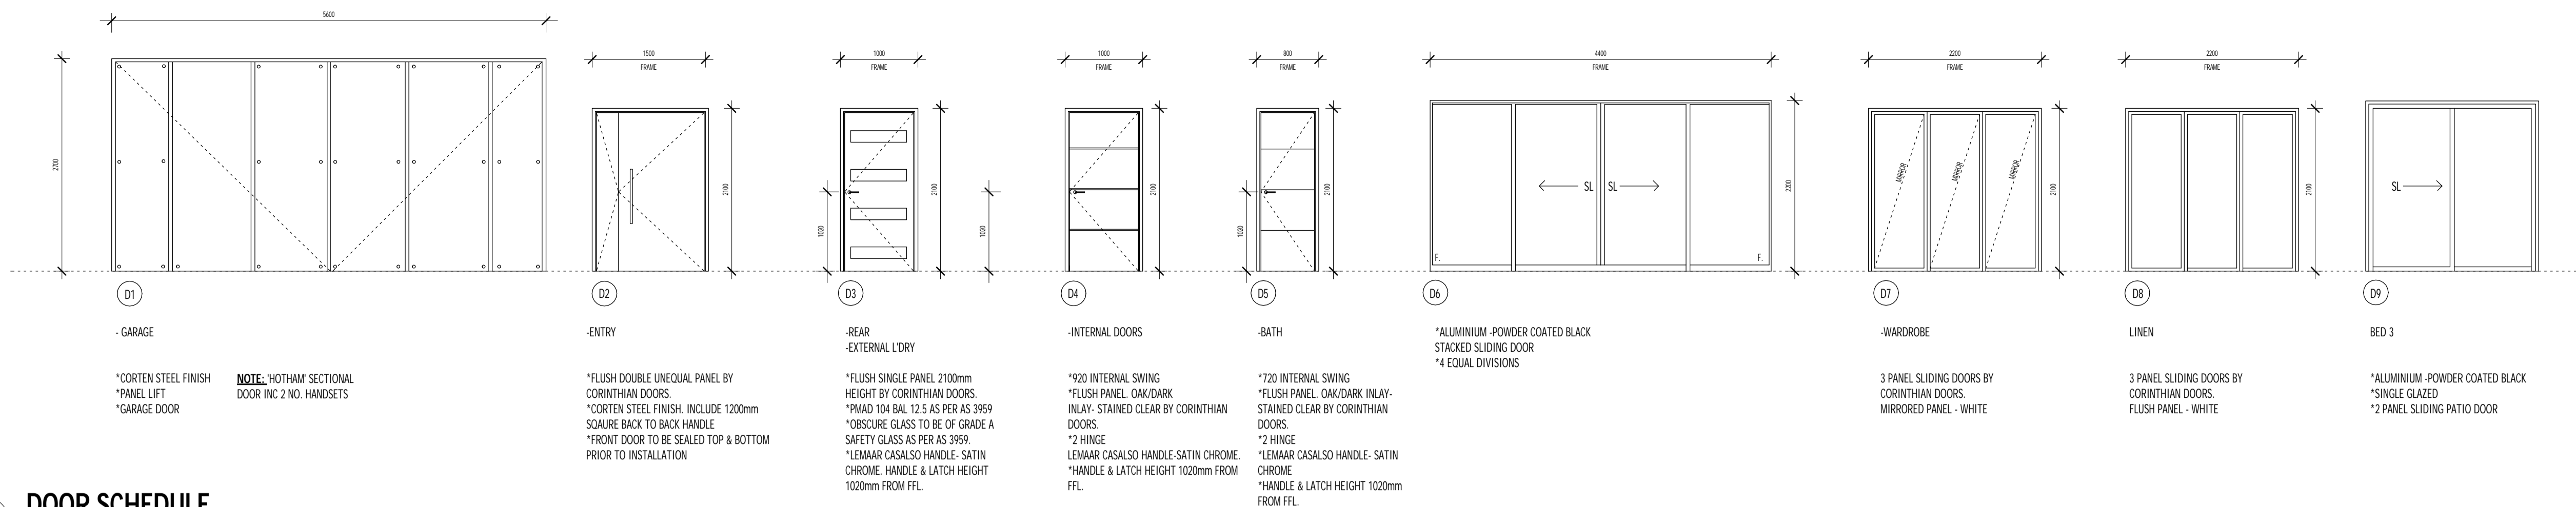 5600
2700
D1
- GARAGE
*CORTEN STEEL FINISH
*PANEL LIFT
*GARAGE DOOR
NOTE: 'HOTHAM' SECTIONAL
DOOR INC 2 NO. HANDSETS
1500
FRAME
2100
D2
-ENTRY
*FLUSH DOUBLE UNEQUAL PANEL BY
CORINTHIAN DOORS.
*CORTEN STEEL FINISH. INCLUDE 1200mm
SQAURE BACK TO BACK HANDLE
*FRONT DOOR TO BE SEALED TOP & BOTTOM
PRIOR TO INSTALLATION
1000
FRAME
1020
2100
1020
D3
-REAR
-EXTERNAL L'DRY
*FLUSH SINGLE PANEL 2100mm
HEIGHT BY CORINTHIAN DOORS.
*PMAD 104 BAL 12.5 AS PER AS 3959
*OBSCURE GLASS TO BE OF GRADE A
SAFETY GLASS AS PER AS 3959.
*LEMAAR CASALSO HANDLE- SATIN
CHROME. HANDLE & LATCH HEIGHT
1020mm FROM FFL.
1000
FRAME
2100
D4
-INTERNAL DOORS
*920 INTERNAL SWING
*FLUSH PANEL. OAK/DARK
INLAY- STAINED CLEAR BY CORINTHIAN
DOORS.
*2 HINGE
LEMAAR CASALSO HANDLE-SATIN CHROME.
*HANDLE & LATCH HEIGHT 1020mm FROM
FFL.
800
FRAME
1020
2100
D5
-BATH
*720 INTERNAL SWING
*FLUSH PANEL. OAK/DARK INLAY-
STAINED CLEAR BY CORINTHIAN
DOORS.
*2 HINGE
*LEMAAR CASALSO HANDLE- SATIN
CHROME
*HANDLE & LATCH HEIGHT 1020mm
FROM FFL.
4400
FRAME
SL SL
F. F.
2200
D6
*ALUMINIUM -POWDER COATED BLACK
STACKED SLIDING DOOR
*4 EQUAL DIVISIONS
2200
FRAME
MIRROR MIRROR MIRROR
2100
D7
-WARDROBE
3 PANEL SLIDING DOORS BY
CORINTHIAN DOORS.
MIRRORED PANEL - WHITE
2200
FRAME
2100
D8
LINEN
3 PANEL SLIDING DOORS BY
CORINTHIAN DOORS.
FLUSH PANEL - WHITE
SL
D9
BED 3
*ALUMINIUM -POWDER COATED BLACK
*SINGLE GLAZED
*2 PANEL SLIDING PATIO DOOR
DOOR SCHEDULE